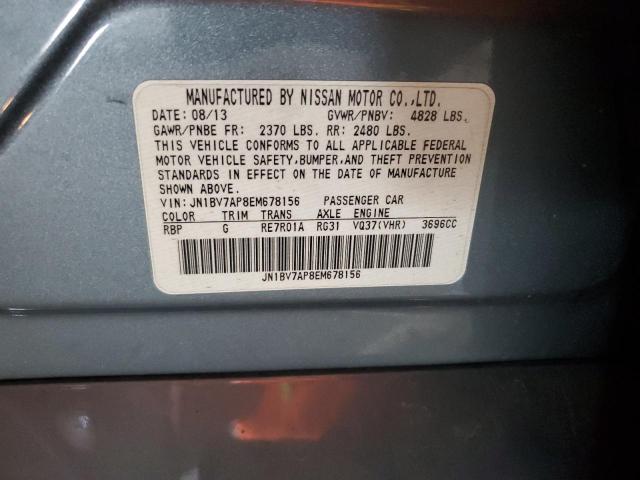 MANUFACTURED BY NISSAN MOTOR CO.,LTD.
DATE: 08/13 GVWR/PNBV: 4828 LBS.
GAWR/PNBE FR: 2370 LBS. RR: 2480 LBS.
THIS VEHICLE CONFORMS TO ALL APPLICABLE FEDERAL
MOTOR VEHICLE SAFETY,BUMPER,AND THEFT PREVENTION
STANDARDS IN EFFECT ON THE DATE OF MANUFACTURE
SHOWN ABOVE.
VIN: JN1BV7AP8EM678156 PASSENGER CAR
COLOR TRIM TRANS AXLE ENGINE
RBP G RE7R01A RG31 VQ37(VHR) 3696CC
JN1BV7AP8EM678156